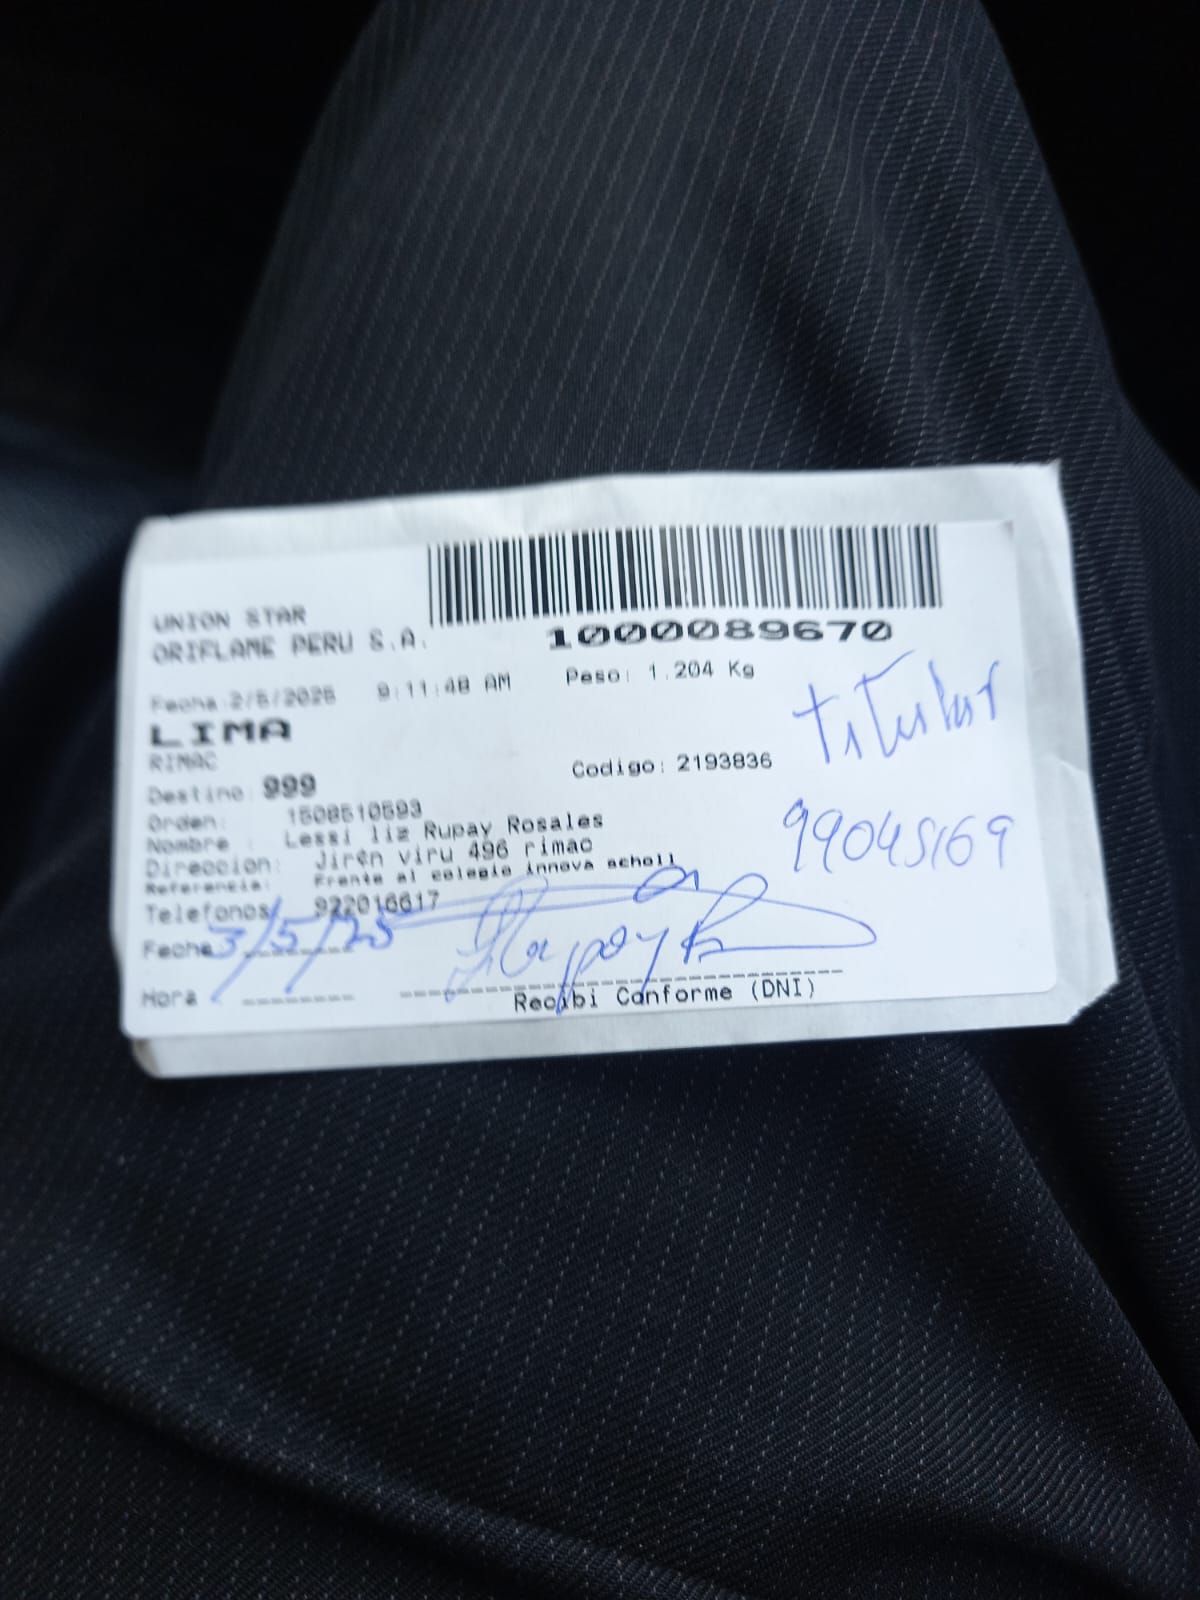 UNION STAR
ORIFLAME PERU S.A.
1000089670
Fecha 2/5/2025 9:11:48 AM Peso: 1.204 Kg
LIMA
RIMAC
Titular
Destino: 999 Codigo: 2193836
Orden: 1508510593
Nombre : Lessi liz Rupay Rosales
99045169
Direccion: Jirón viru 496 rimac
Referencia: Frente al colegio innova scholl
Telefonos 922016617
Fecha 3/5/25
Hora
Recibi Conforme (DNI)